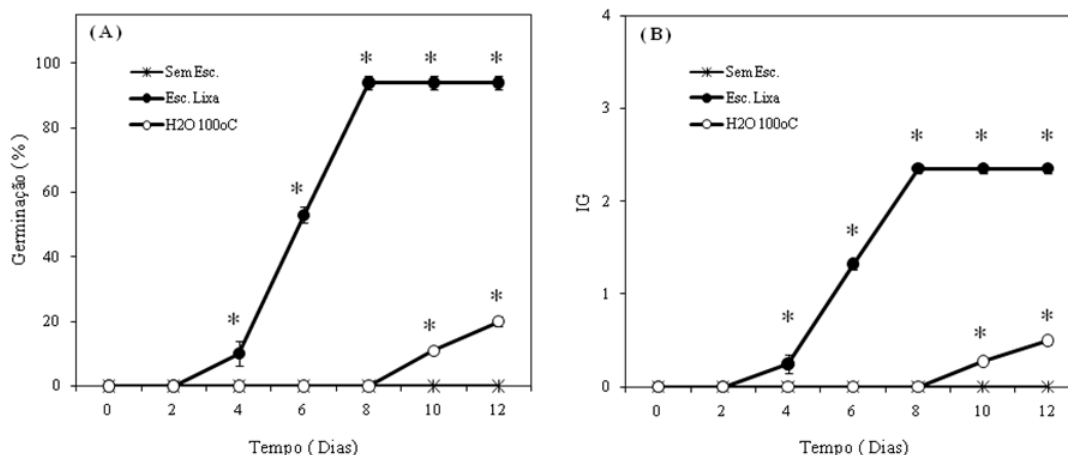 (A)
Sem Esc.
Esc. Lixa
H2O 100oC
Germinação (%)
100
80
60
40
20
0
0 2 4 6 8 10 12
Tempo ( Dias)
* * * * * * *
(B)
Sem Esc.
Esc. Lixa
H2O 100oC
IG
4
3
2
1
0
0 2 4 6 8 10 12
Tempo ( Dias)
* * * * * * *